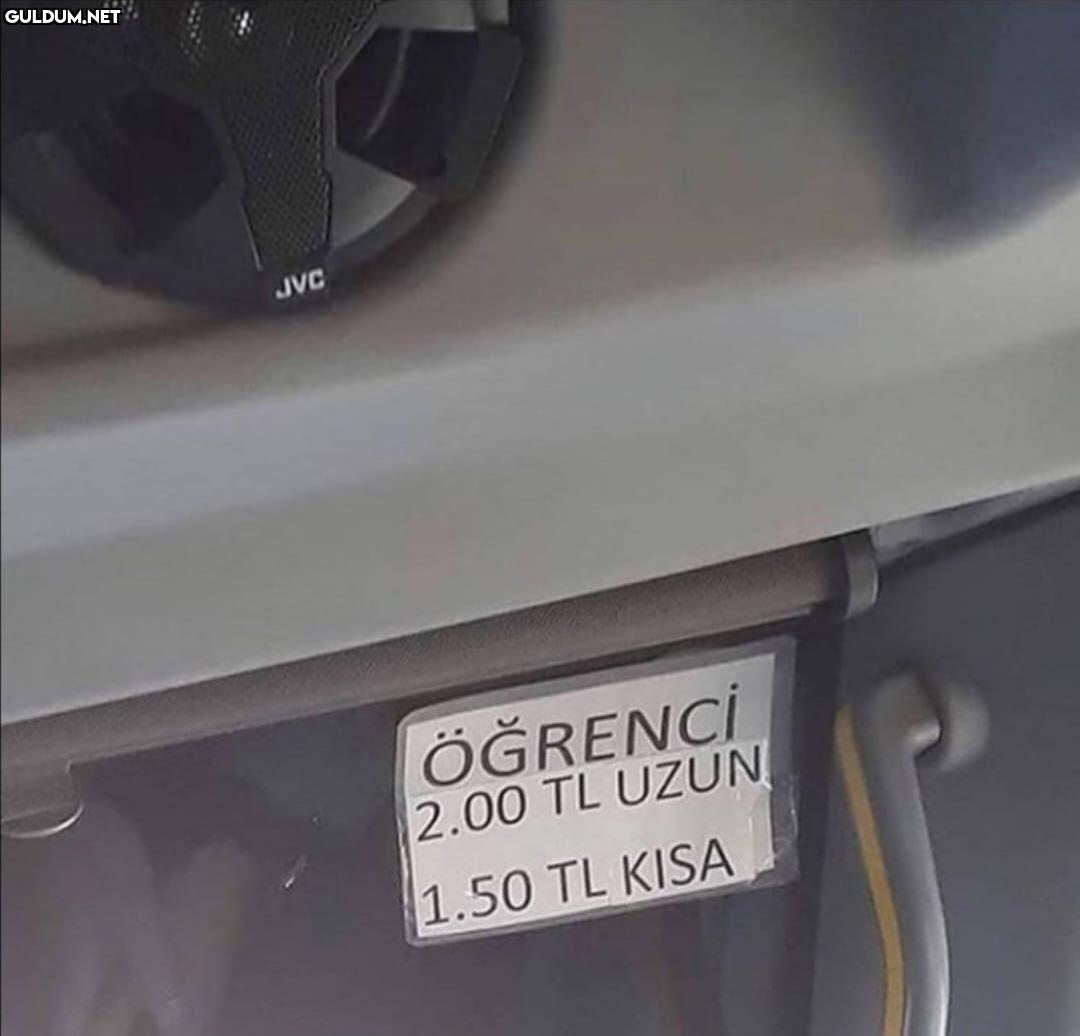 GULDUM.NET
JVC
ÖĞRENCİ
2.00 TL UZUN
1.50 TL KISA